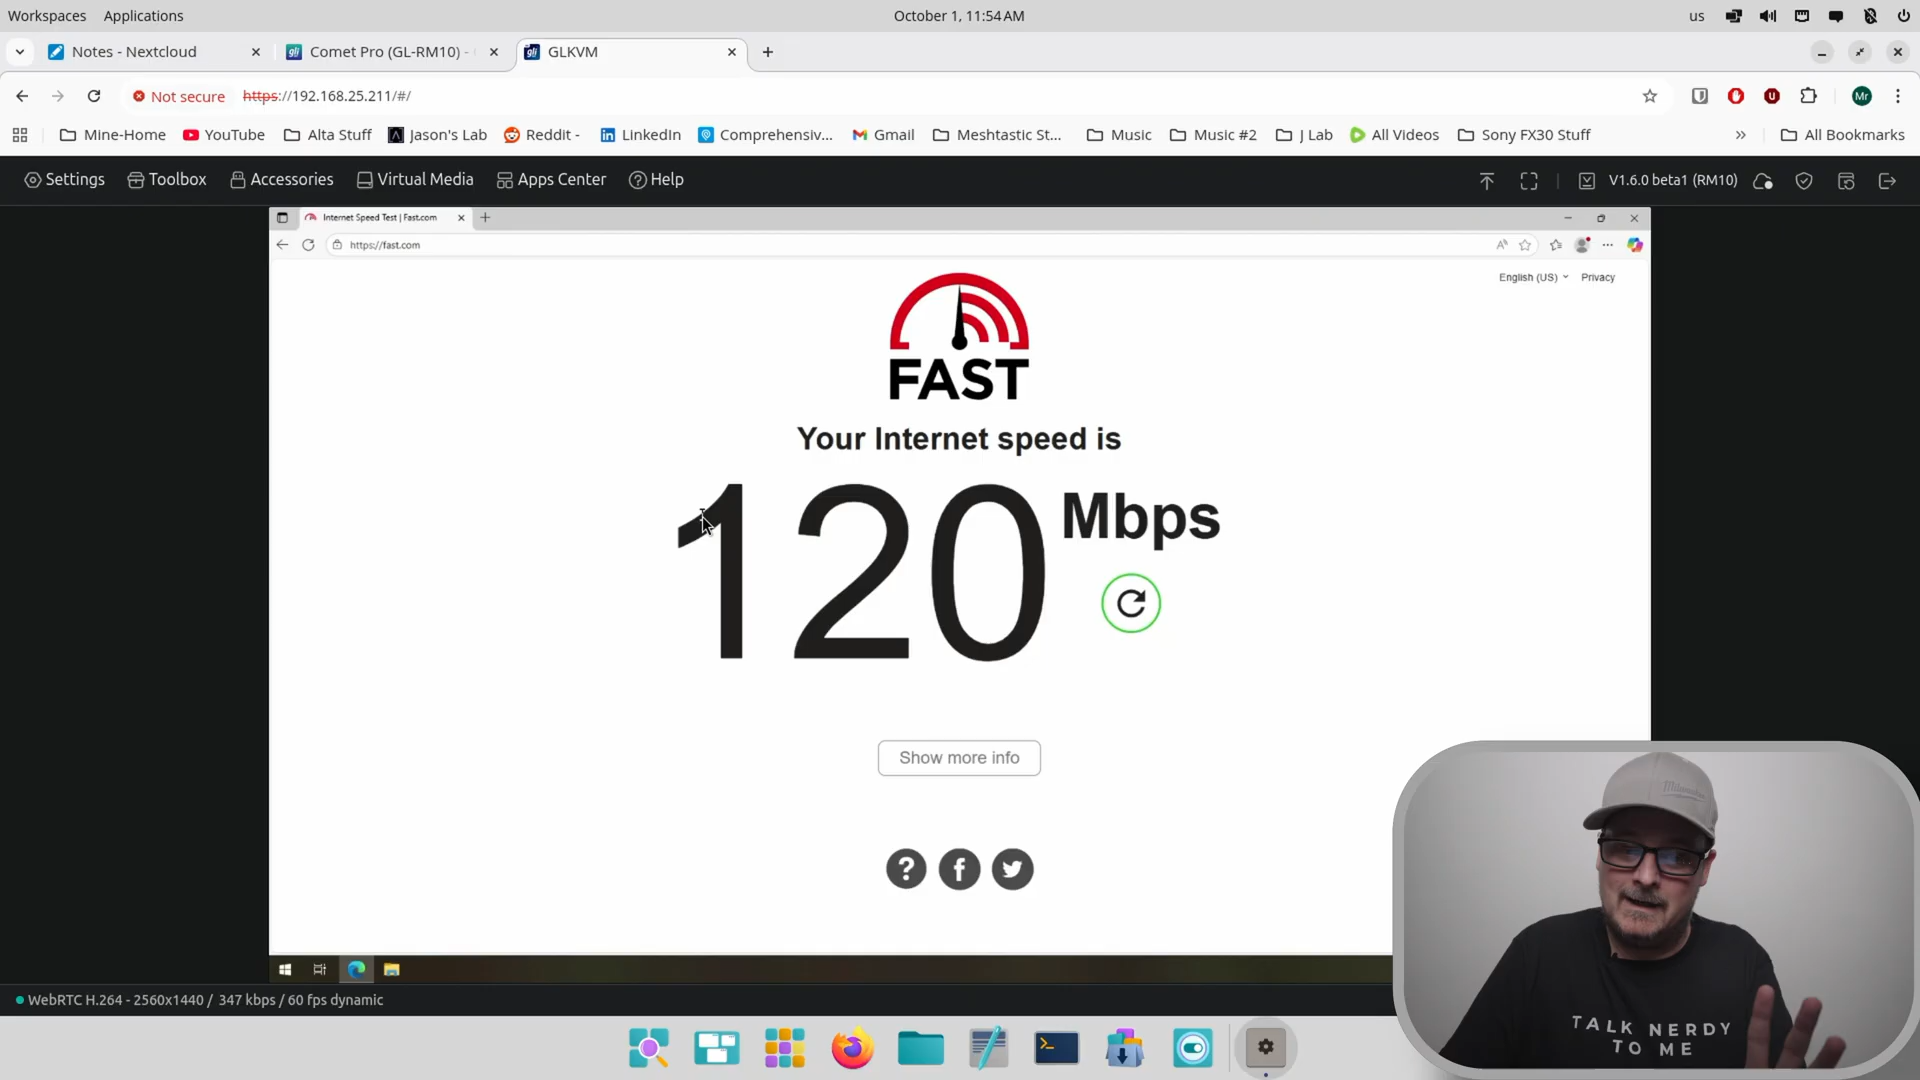 Workspaces Applications October 1, 11:54 AM us
Notes - Nextcloud Comet Pro (GL-RM10) - GLKVM
Not secure https://192.168.25.211/#/ Mr
Mine-Home YouTube Alta Stuff Jason's Lab Reddit - LinkedIn Comprehensiv... Gmail Meshtastic St... Music Music #2 J Lab All Videos Sony FX30 Stuff » All Bookmarks
Settings Toolbox Accessories Virtual Media Apps Center Help V1.6.0 beta1 (RM10)
Internet Speed Test | Fast.com
https://fast.com
English (US) Privacy
FAST
Your Internet speed is
120 Mbps
Show more info
Milwaukee
TALK NERDY
TO ME
WebRTC H.264 - 2560x1440 / 347 kbps / 60 fps dynamic